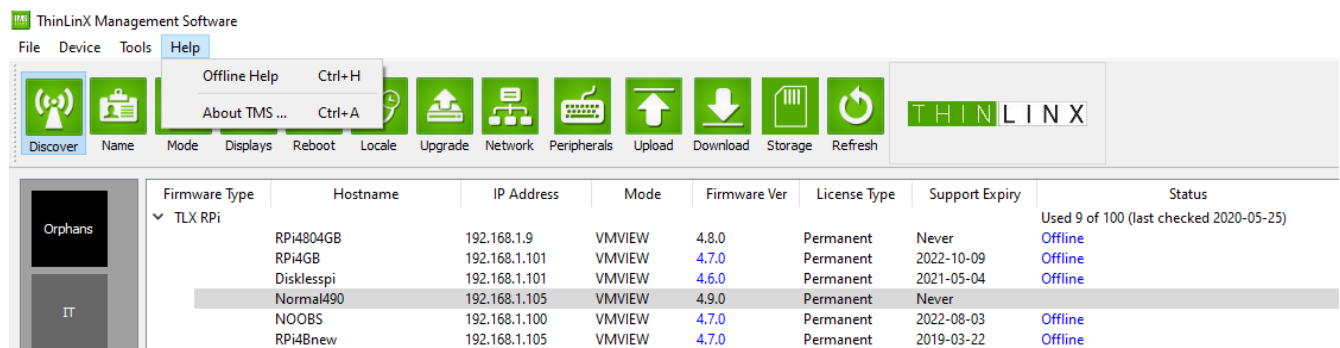 TMS ThinLinX Management Software
File Device Tools Help
Offline Help Ctrl+H
About TMS ... Ctrl+A
THINLINX
Discover Name Mode Displays Reboot Locale Upgrade Network Peripherals Upload Download Storage Refresh
Orphans
IT
Firmware Type Hostname IP Address Mode Firmware Ver License Type Support Expiry Status
TLX RPi Used 9 of 100 (last checked 2020-05-25)
RPi4804GB 192.168.1.9 VMVIEW 4.8.0 Permanent Never Offline
RPi4GB 192.168.1.101 VMVIEW 4.7.0 Permanent 2022-10-09 Offline
Disklesspi 192.168.1.101 VMVIEW 4.6.0 Permanent 2021-05-04 Offline
Normal490 192.168.1.105 VMVIEW 4.9.0 Permanent Never
NOOBS 192.168.1.100 VMVIEW 4.7.0 Permanent 2022-08-03 Offline
RPi4Bnew 192.168.1.105 VMVIEW 4.7.0 Permanent 2019-03-22 Offline